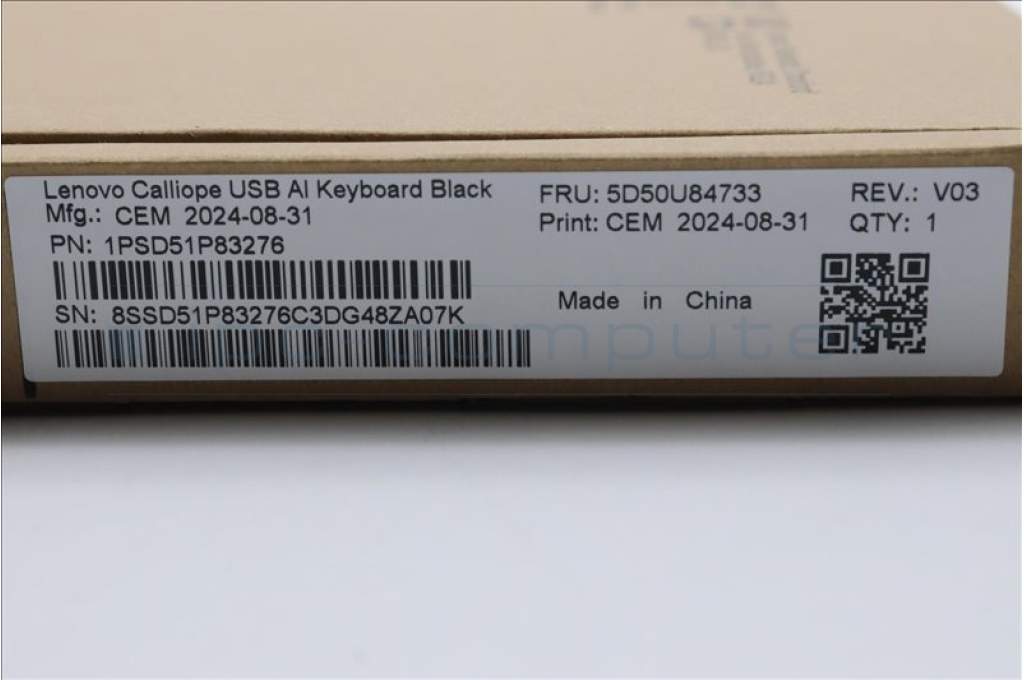 Lenovo Calliope USB AI Keyboard Black
Mfg.: CEM 2024-08-31
PN: 1PSD51P83276
SN: 8SSD51P83276C3DG48ZA07K
FRU: 5D50U84733
Print: CEM 2024-08-31
REV.: V03
QTY: 1
Made in China